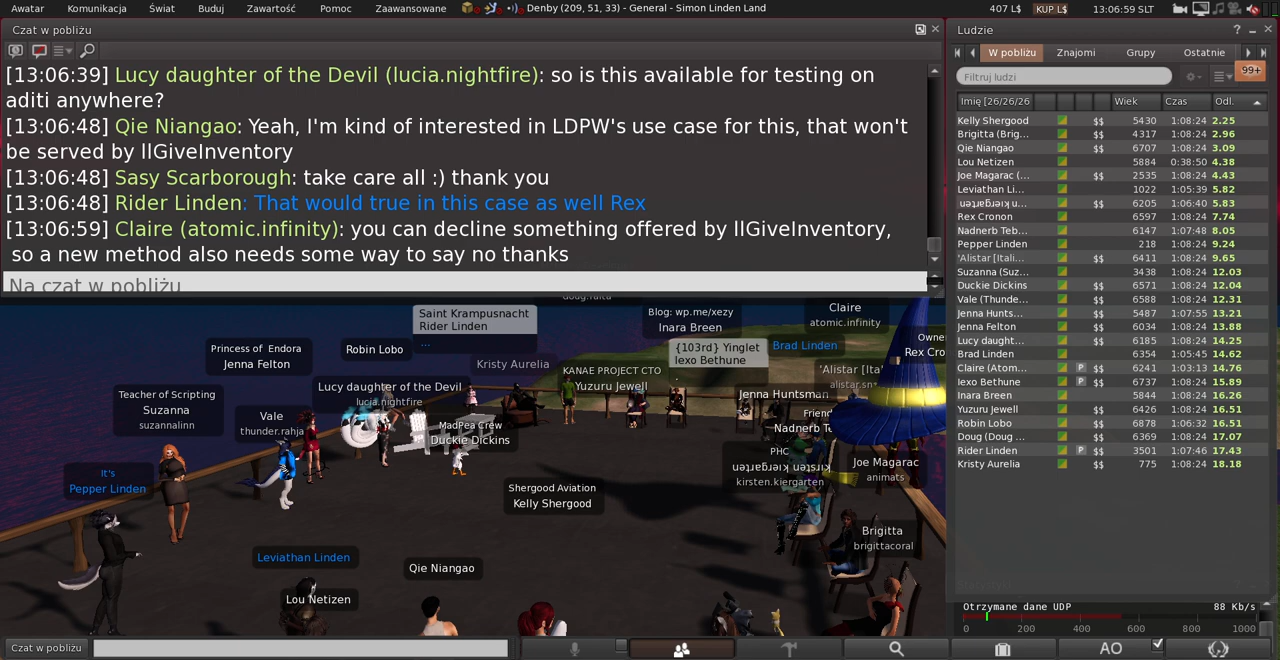 Awatar Komunikacja Świat Buduj Zawartość Pomoc Zaawansowane Denby (209, 51, 33) - General - Simon Linden Land 407 L$ KUP L$ 13:06:59 SLT
Czat w pobliżu
[13:06:39] Lucy daughter of the Devil (lucia.nightfire): so is this available for testing on
aditi anywhere?
[13:06:48] Qie Niangao: Yeah, I'm kind of interested in LDPW's use case for this, that won't
be served by llGiveInventory
[13:06:48] Sasy Scarborough: take care all :) thank you
[13:06:48] Rider Linden: That would true in this case as well Rex
[13:06:59] Claire (atomic.infinity): you can decline something offered by llGiveInventory,
so a new method also needs some way to say no thanks
Na czat w pobliżu
Saint Krampusnacht
Rider Linden
...
Blog: wp.me/xezy
Inara Breen
Claire
atomic.infinity
Princess of Endora
Jenna Felton
Robin Lobo
Kristy Aurelia
{103rd} Yinglet
Iexo Bethune
Brad Linden
Owne
Rex Cro
KANAE PROJECT CTO
Yuzuru Jewell
'Alistar [Ita
alistar.sn
Lucy daughter of the Devil
lucia.nightfire
Jenna Huntsman
Teacher of Scripting
Suzanna
suzannalinn
Vale
thunder.rahja
MadPea Crew
Duckie Dickins
Friend
Nadnerb Te
PHC
kirsten.kiergarten
Joe Magarac
animats
It's
Pepper Linden
Shergood Aviation
Kelly Shergood
Brigitta
brigittacoral
Leviathan Linden
Qie Niangao
Lou Netizen
Czat w pobliżu
Ludzie
W pobliżu Znajomi Grupy Ostatnie
Filtruj ludzi
99+
Imię [26/26/26 Wiek Czas Odl.
Kelly Shergood $$ 5430 1:08:24 2.25
Brigitta (Brig... 4317 1:08:24 2.96
Qie Niangao $$ 6707 1:08:24 3.09
Lou Netizen 5884 0:38:50 4.38
Joe Magarac (... $$ 2535 1:08:24 4.43
Leviathan Li... 1022 1:05:39 5.82
$$ 6205 1:06:40 5.83
Rex Cronon 6597 1:08:24 7.74
Nadnerb Teb... 6147 1:07:48 8.05
Pepper Linden 218 1:08:24 9.24
'Alistar [Itali... $$ 6411 1:08:24 9.65
Suzanna (Suz... 3438 1:08:24 12.03
Duckie Dickins $$ 6571 1:08:24 12.04
Vale (Thunde... $$ 6588 1:08:24 12.31
Jenna Hunts... $$ 5487 1:07:55 13.21
Jenna Felton $$ 6034 1:08:24 13.88
Lucy daught... $$ 6185 1:08:24 14.25
Brad Linden 6354 1:05:45 14.62
Claire (Atom... P $$ 6241 1:03:13 14.76
Iexo Bethune P $$ 6737 1:08:24 15.89
Inara Breen 5844 1:08:24 16.26
Yuzuru Jewell $$ 6426 1:08:24 16.51
Robin Lobo $$ 6878 1:06:32 16.51
Doug (Doug ... $$ 6369 1:08:24 17.07
Rider Linden P $$ 3501 1:07:46 17.43
Kristy Aurelia $$ 775 1:08:24 18.18
Otrzymane dane UDP 88 Kb/s
0 200 400 600 800 1000
AO